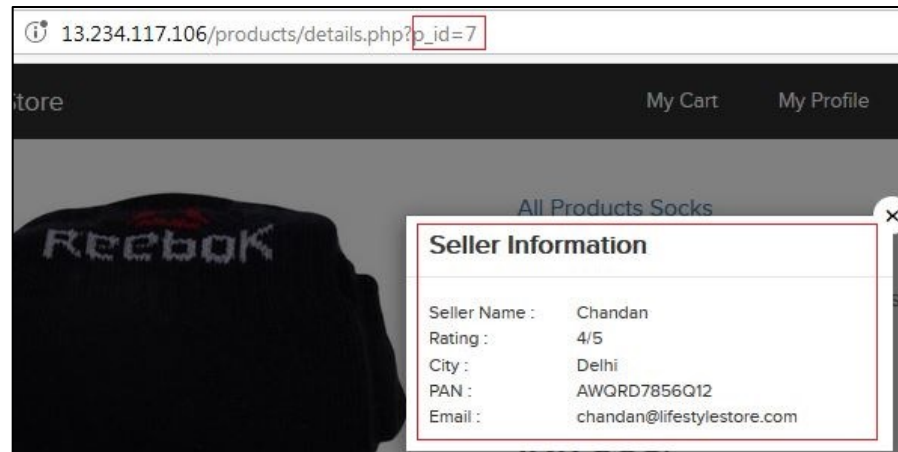 13.234.117.106/products/details.php?p_id=7
tore
My Cart My Profile
All Products Socks
Reebok
Seller Information
Seller Name : Chandan
Rating : 4/5
City : Delhi
PAN : AWQRD7856Q12
Email : chandan@lifestylestore.com